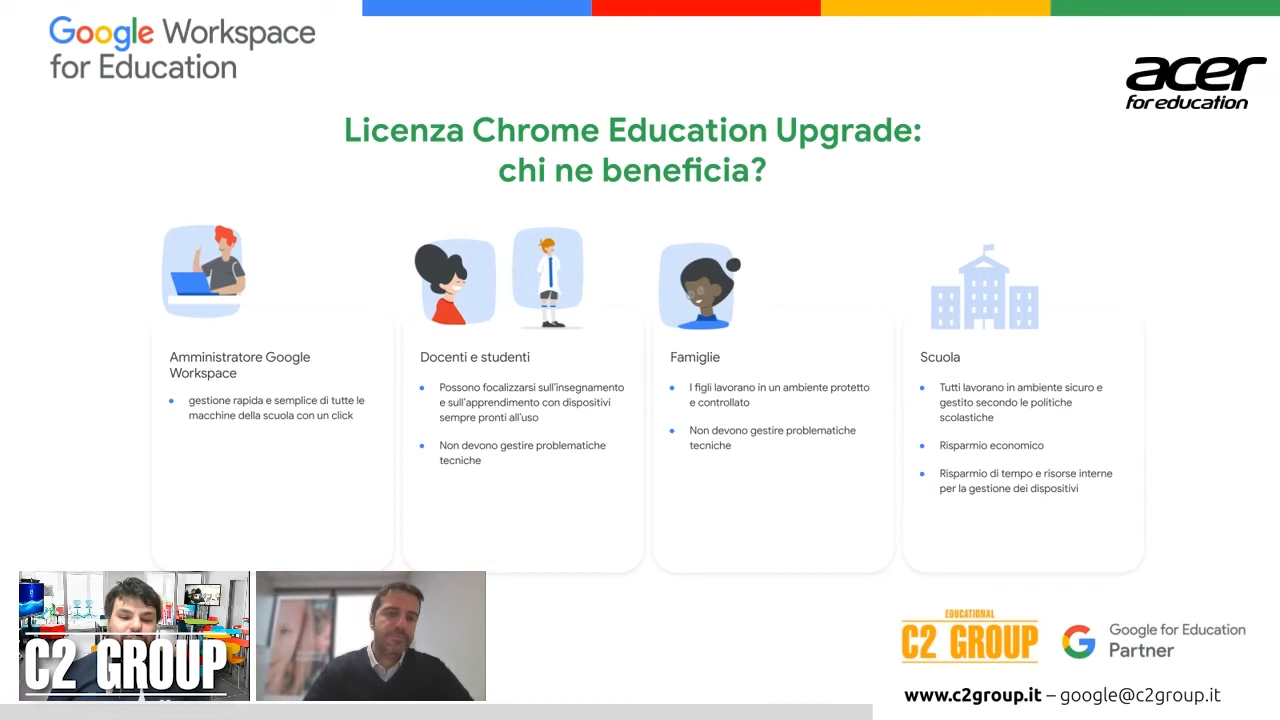 Google Workspace
for Education
acer
for education
Licenza Chrome Education Upgrade:
chi ne beneficia?
Amministratore Google
Workspace
gestione rapida e semplice di tutte le
macchine della scuola con un click
Docenti e studenti
Possono focalizzarsi sull'insegnamento
e sull'apprendimento con dispositivi
sempre pronti all'uso
Non devono gestire problematiche
tecniche
Famiglie
I figli lavorano in un ambiente protetto
e controllato
Non devono gestire problematiche
tecniche
Scuola
Tutti lavorano in ambiente sicuro e
gestito secondo le politiche
scolastiche
Risparmio economico
Risparmio di tempo e risorse interne
per la gestione dei dispositivi
C2 GROUP
EDUCATIONAL
C2 GROUP
Google for Education
Partner
www.c2group.it – google@c2group.it